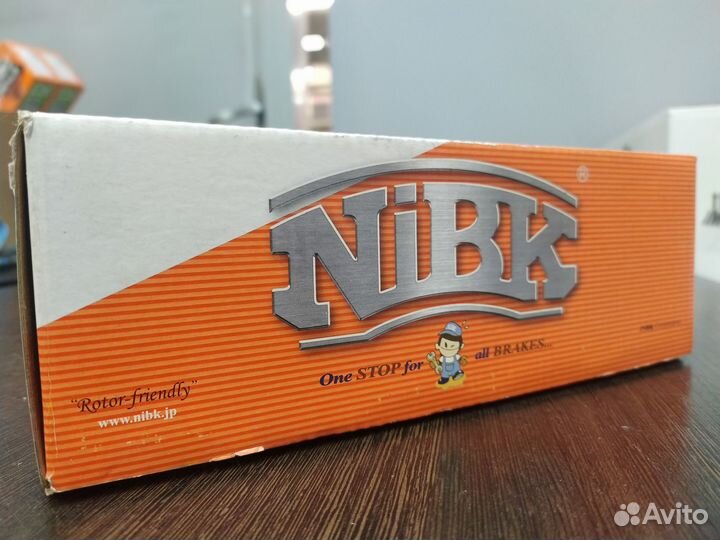 NiBK®
One STOP for all BRAKES...
"Rotor-friendly"
www.nibk.jp
Avito